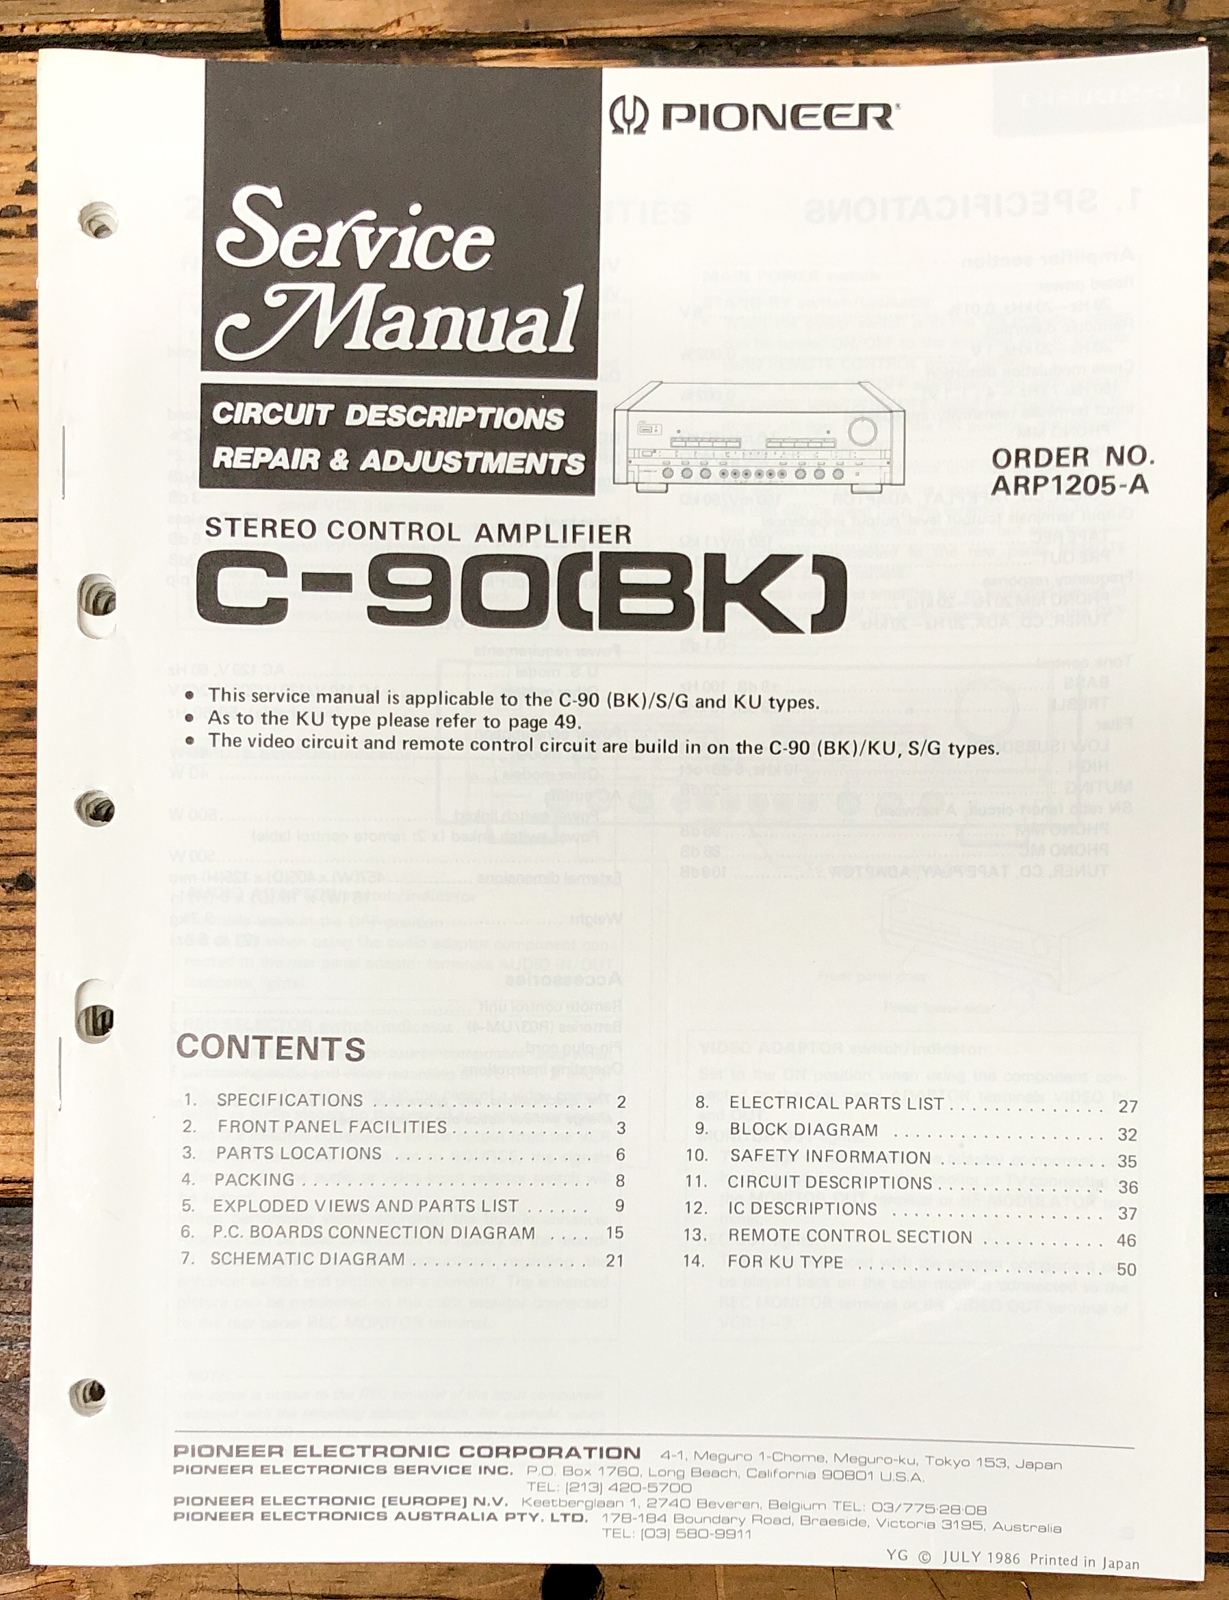 PIONEER
Service
Manual
CIRCUIT DESCRIPTIONS
REPAIR & ADJUSTMENTS
ORDER NO.
ARP1205-A
STEREO CONTROL AMPLIFIER
C-90(BK)
• This service manual is applicable to the C-90 (BK)/S/G and KU types.
• As to the KU type please refer to page 49.
• The video circuit and remote control circuit are build in on the C-90 (BK)/KU, S/G types.
CONTENTS
1. SPECIFICATIONS . . . . . . . . . . . . . . . . . . . . . . . 2
2. FRONT PANEL FACILITIES. . . . . . . . . . . . . 3
3. PARTS LOCATIONS . . . . . . . . . . . . . . . . . . . 6
4. PACKING . . . . . . . . . . . . . . . . . . . . . . . . . . . . 8
5. EXPLODED VIEWS AND PARTS LIST . . . . . . 9
6. P.C. BOARDS CONNECTION DIAGRAM . . . . 15
7. SCHEMATIC DIAGRAM . . . . . . . . . . . . . . . . 21
8. ELECTRICAL PARTS LIST . . . . . . . . . . . . . . 27
9. BLOCK DIAGRAM . . . . . . . . . . . . . . . . . . . . 32
10. SAFETY INFORMATION . . . . . . . . . . . . . . . 35
11. CIRCUIT DESCRIPTIONS . . . . . . . . . . . . . . . 36
12. IC DESCRIPTIONS . . . . . . . . . . . . . . . . . . . . 37
13. REMOTE CONTROL SECTION . . . . . . . . . . . 46
14. FOR KU TYPE . . . . . . . . . . . . . . . . . . . . . . . 50
PIONEER ELECTRONIC CORPORATION 4-1, Meguro 1-Chome, Meguro-ku, Tokyo 153, Japan
PIONEER ELECTRONICS SERVICE INC. P.O. Box 1760, Long Beach, California 90801 U.S.A.
TEL: (213) 420-5700
PIONEER ELECTRONIC (EUROPE) N.V. Keetberglaan 1, 2740 Beveren, Belgium TEL: 03/775·28·08
PIONEER ELECTRONICS AUSTRALIA PTY. LTD. 178-184 Boundary Road, Braeside, Victoria 3195, Australia
TEL: (03) 580-9911
YG © JULY 1986 Printed in Japan